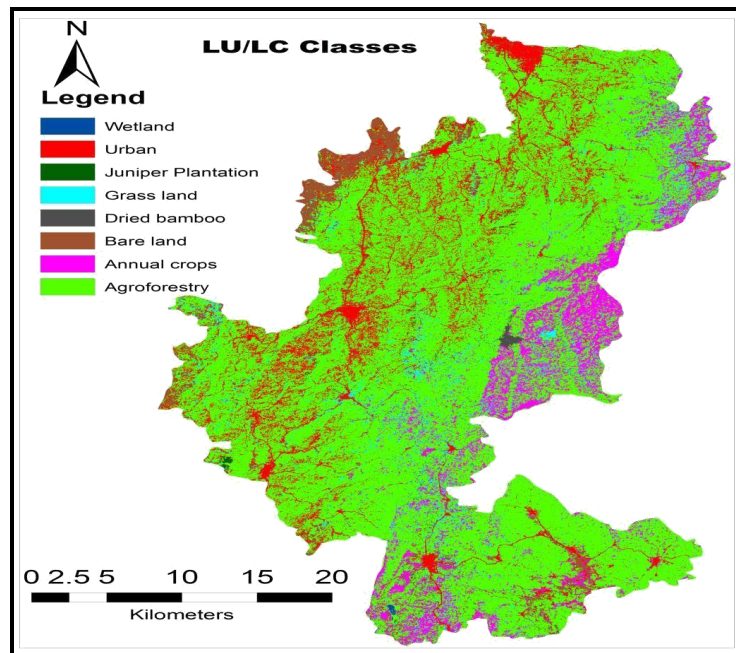 N
LU/LC Classes
Legend
Wetland
Urban
Juniper Plantation
Grass land
Dried bamboo
Bare land
Annual crops
Agroforestry
0 2.5 5 10 15 20
Kilometers